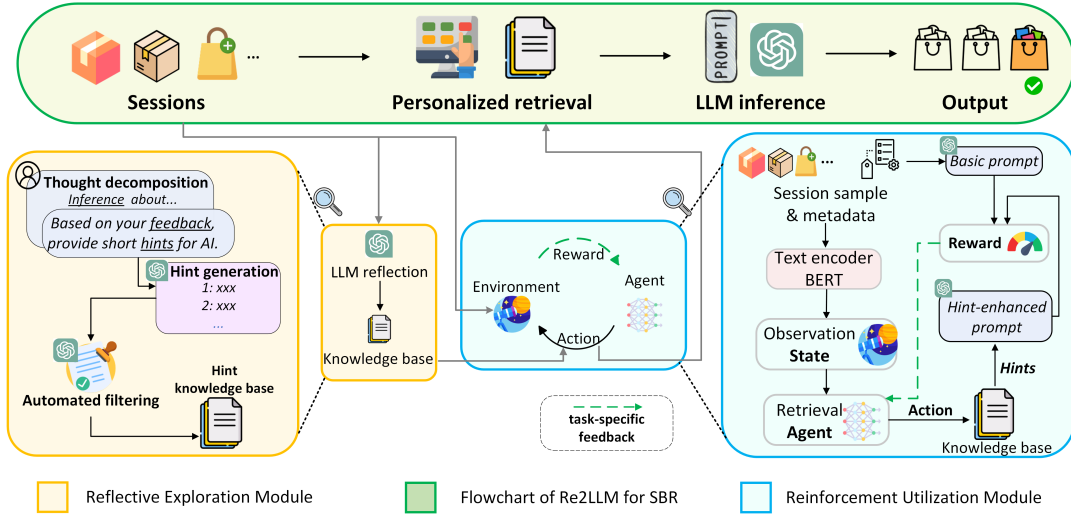 Sessions
...
Personalized retrieval
PROMPT
LLM inference
Output
Thought decomposition
Inference about...
Based on your feedback,
provide short hints for AI.
Hint generation
1: xxx
2: xxx
...
Automated filtering
Hint
knowledge base
LLM reflection
Knowledge base
Reward
Environment
Agent
Action
task-specific
feedback
...
Session sample
& metadata
Basic prompt
Text encoder
BERT
Reward
Observation
State
Hint-enhanced
prompt
Hints
Retrieval
Agent
Action
Knowledge base
Reflective Exploration Module
Flowchart of Re2LLM for SBR
Reinforcement Utilization Module